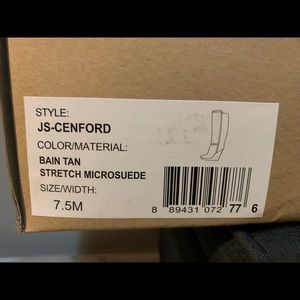 STYLE:
JS-CENFORD
COLOR/MATERIAL:
BAIN TAN
STRETCH MICROSUEDE
SIZE/WIDTH:
7.5M
8 89431 072 77 6